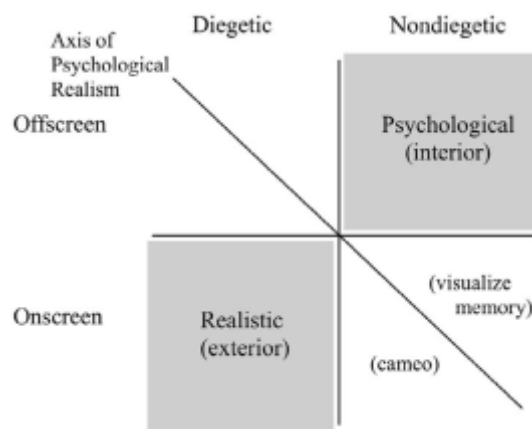 Diegetic
Nondiegetic
Axis of
Psychological
Realism
Offscreen
Psychological
(interior)
Onscreen
Realistic
(exterior)
(visualize
memory)
(cameo)